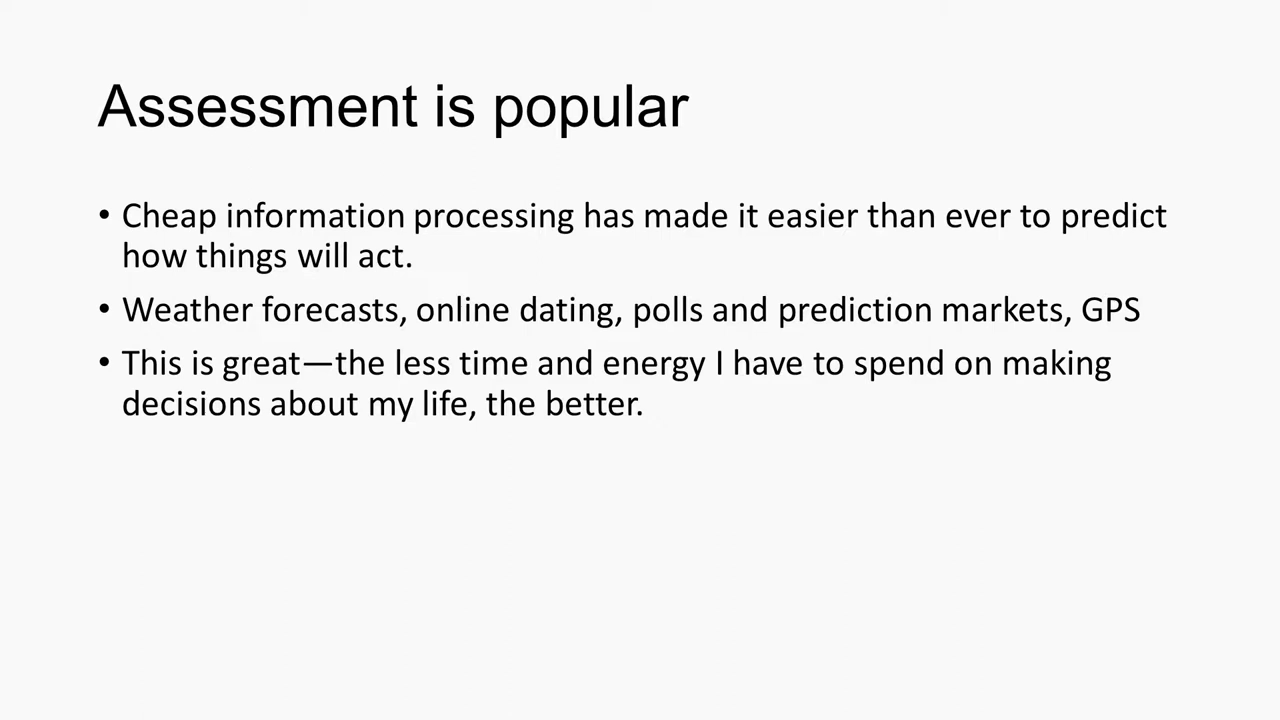 Assessment is popular
• Cheap information processing has made it easier than ever to predict
how things will act.
• Weather forecasts, online dating, polls and prediction markets, GPS
• This is great—the less time and energy I have to spend on making
decisions about my life, the better.